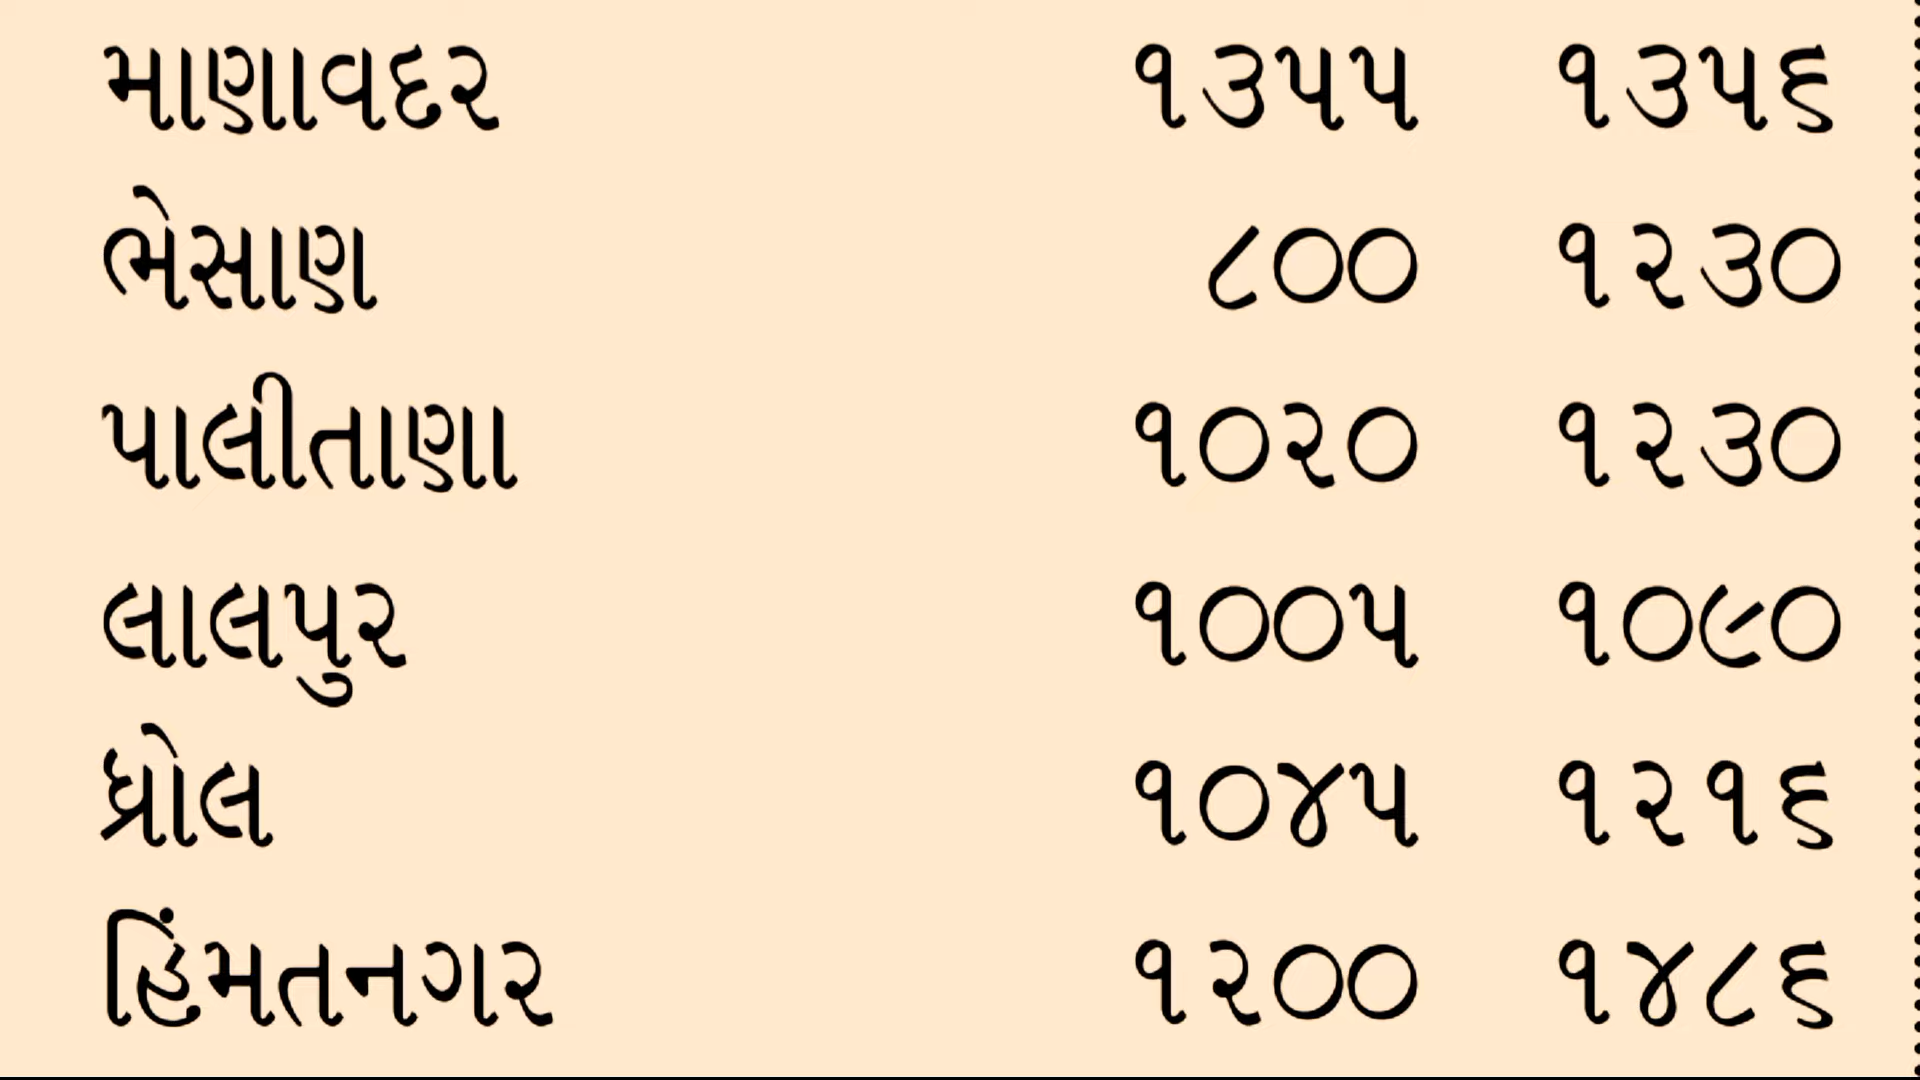 માણાવદર ૧૩૫૫ ૧૩૫૬
ભેસાણ ૮૦૦ ૧૨૩૦
પાલીતાણા ૧૦૨૦ ૧૨૩૦
લાલપુર ૧૦૦૫ ૧૦૯૦
ધ્રોલ ૧૦૪૫ ૧૨૧૬
હિંમતનગર ૧૨૦૦ ૧૪૮૬